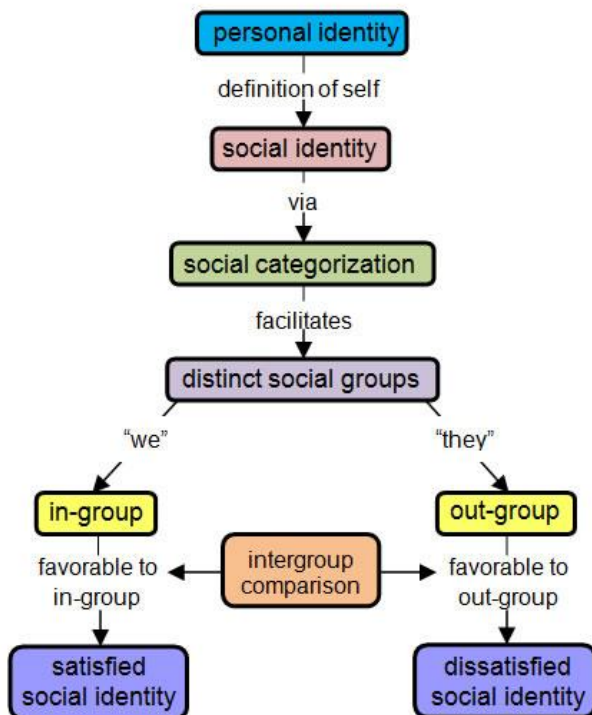 personal identity
definition of self
social identity
via
social categorization
facilitates
distinct social groups
“we”
“they”
in-group
out-group
favorable to
in-group
intergroup
comparison
favorable to
out-group
satisfied
social identity
dissatisfied
social identity